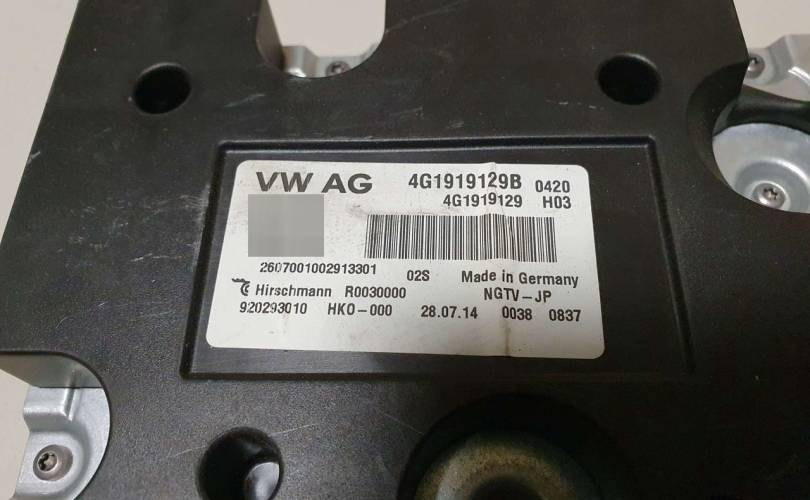 VW AG 4G1919129B 0420
4G1919129 H03
2607001002913301 02S Made in Germany
Hirschmann R0030000 NGTV-JP
920293010 HKO-000 28.07.14 0038 0837